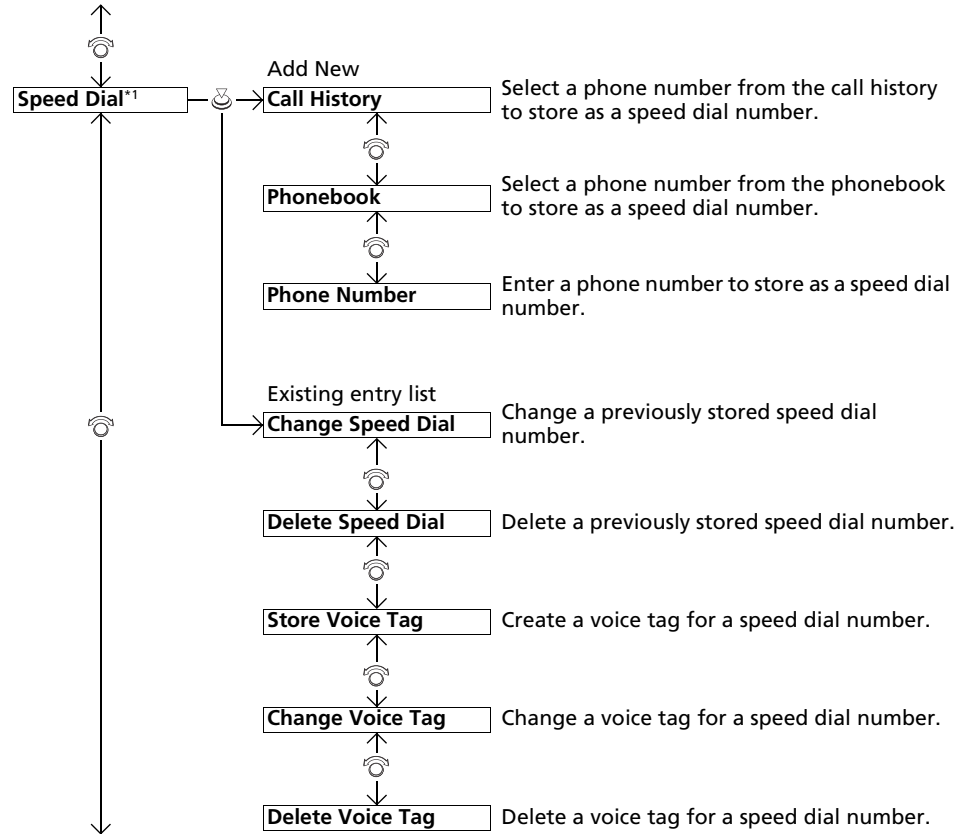 Add New
Speed Dial*1
Call History
Select a phone number from the call history
to store as a speed dial number.
Phonebook
Select a phone number from the phonebook
to store as a speed dial number.
Phone Number
Enter a phone number to store as a speed dial
number.
Existing entry list
Change Speed Dial
Change a previously stored speed dial
number.
Delete Speed Dial
Delete a previously stored speed dial number.
Store Voice Tag
Create a voice tag for a speed dial number.
Change Voice Tag
Change a voice tag for a speed dial number.
Delete Voice Tag
Delete a voice tag for a speed dial number.